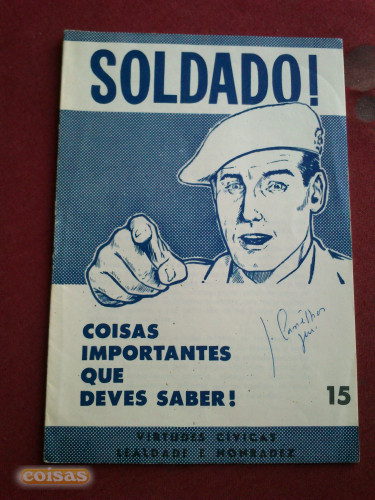 SOLDADO!
COISAS
IMPORTANTES
QUE
DEVES SABER!
15
VIRTUDES CÍVICAS
LEALDADE E HONRADEZ
coisas